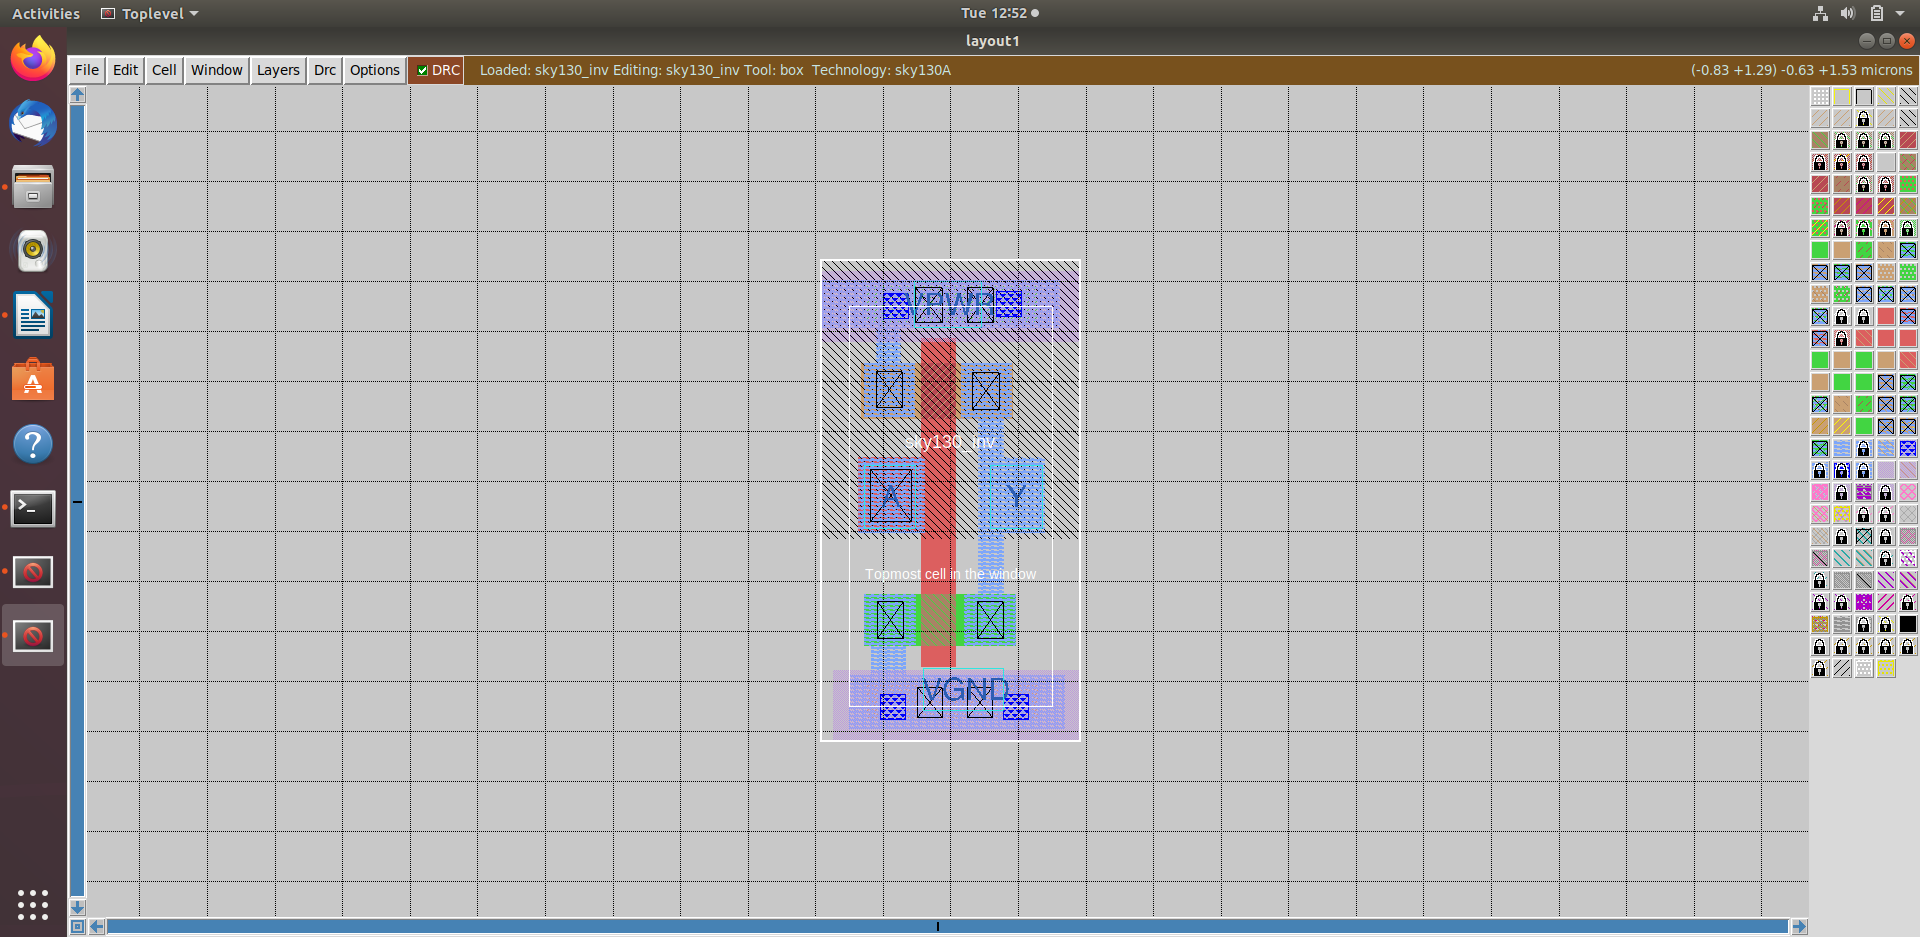 Activities Toplevel Tue 12:52
layout1
File Edit Cell Window Layers Drc Options DRC Loaded: sky130_inv Editing: sky130_inv Tool: box Technology: sky130A (-0.83 +1.29) -0.63 +1.53 microns
VPWR
sky130_inv
A Y
Topmost cell in the window
VGND